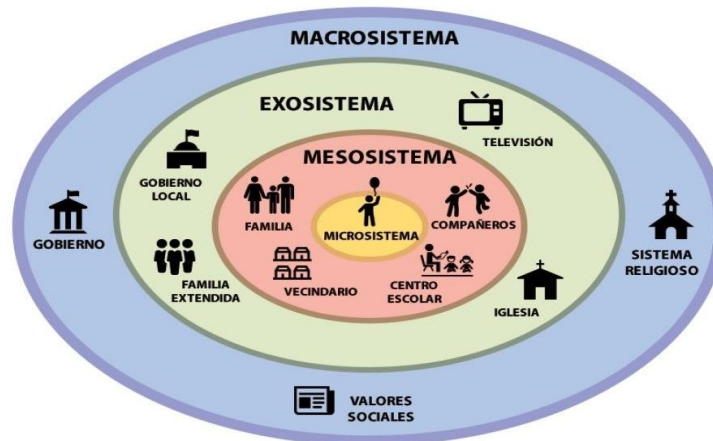 MACROSISTEMA
EXOSISTEMA
TELEVISIÓN
MESOSISTEMA
GOBIERNO
LOCAL
FAMILIA
COMPAÑEROS
MICROSISTEMA
GOBIERNO
SISTEMA
RELIGIOSO
FAMILIA
EXTENDIDA
VECINDARIO
CENTRO
ESCOLAR
IGLESIA
VALORES
SOCIALES